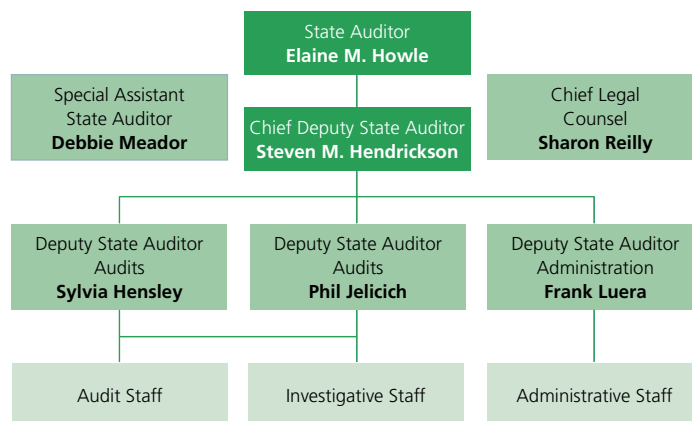 State Auditor
Elaine M. Howle
Special Assistant
State Auditor
Debbie Meador
Chief Deputy State Auditor
Steven M. Hendrickson
Chief Legal
Counsel
Sharon Reilly
Deputy State Auditor
Audits
Sylvia Hensley
Deputy State Auditor
Audits
Phil Jelicich
Deputy State Auditor
Administration
Frank Luera
Audit Staff
Investigative Staff
Administrative Staff